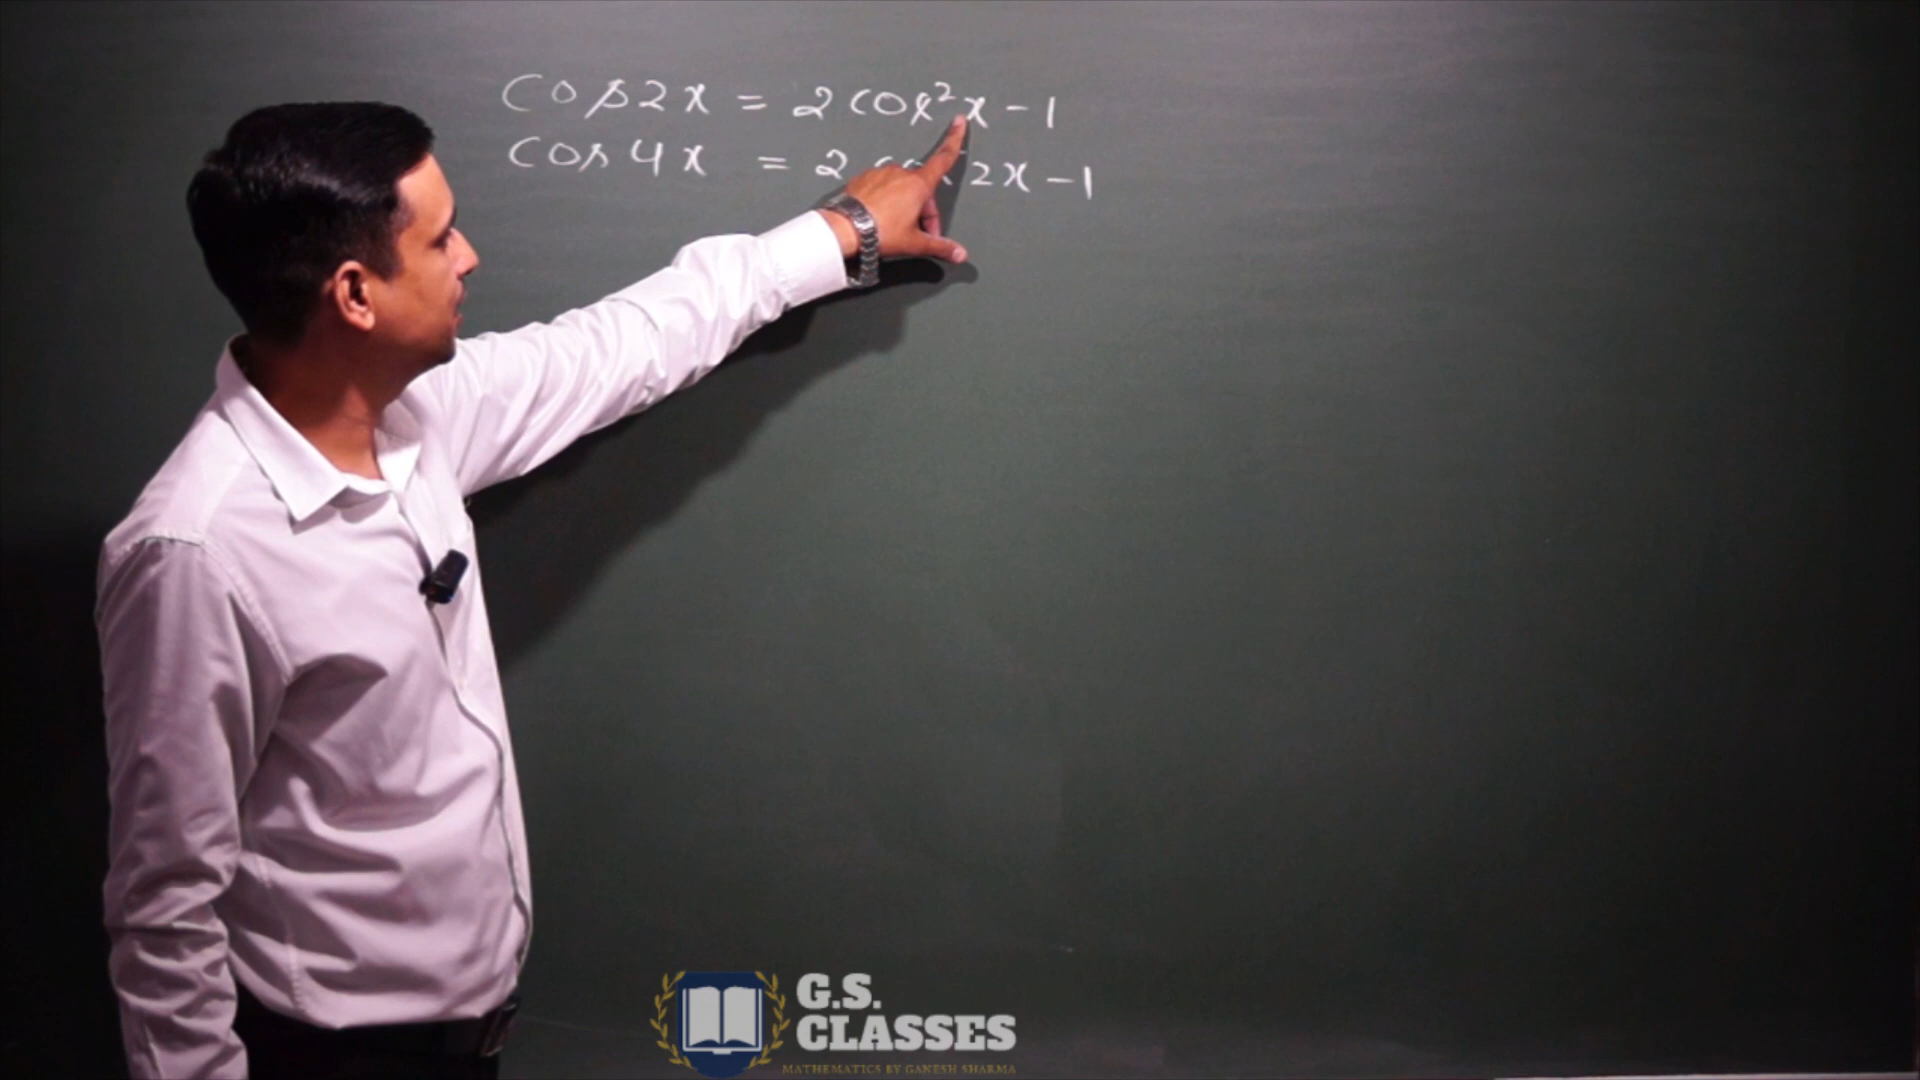 cos2x = 2cos²x-1
cos4x = 2 2x-1
G.S.
CLASSES
MATHEMATICS BY GANESH SHARMA